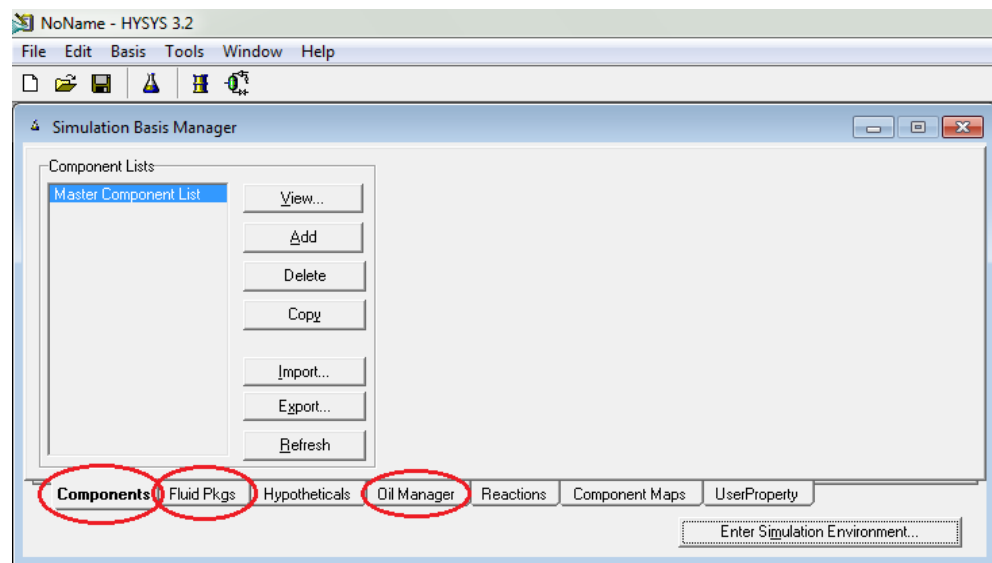 NoName - HYSYS 3.2
File Edit Basis Tools Window Help
Simulation Basis Manager
Component Lists
Master Component List
View...
Add
Delete
Copy
Import...
Export...
Refresh
Components Fluid Pkgs Hypotheticals Oil Manager Reactions Component Maps UserProperty
Enter Simulation Environment...